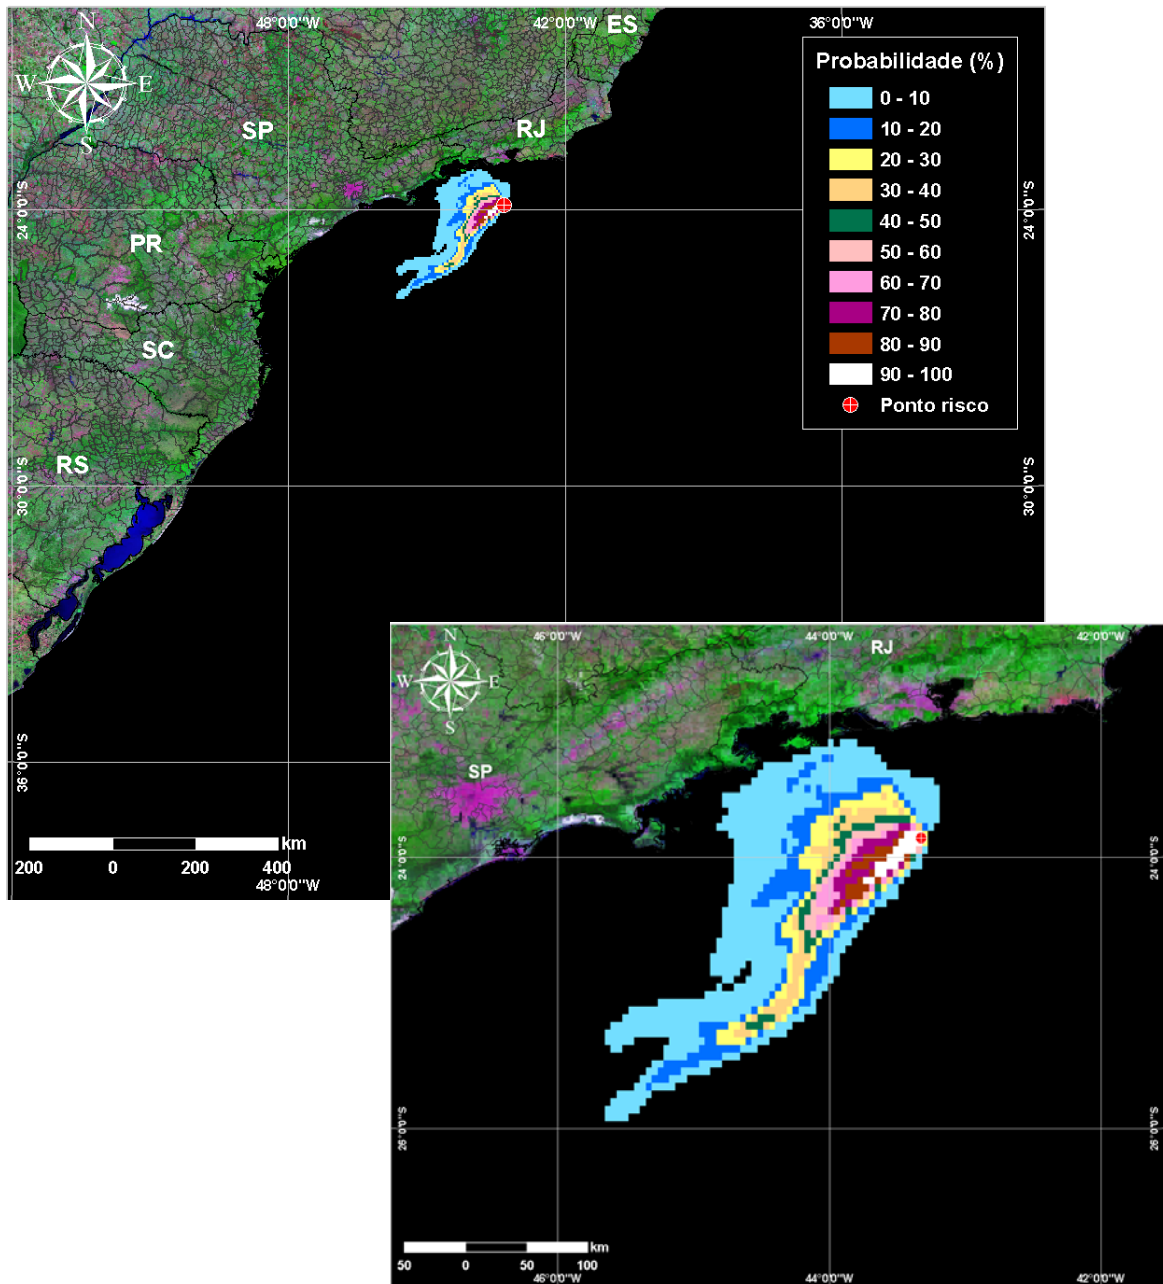 48°0'0"W
42°0'0"W
36°0'0"W
ES
N
W
E
S
SP
RJ
Probabilidade (%)
0 - 10
10 - 20
20 - 30
30 - 40
40 - 50
50 - 60
60 - 70
70 - 80
80 - 90
90 - 100
Ponto risco
24°0'0"S
24°0'0"S
PR
SC
RS
30°0'0"S
30°0'0"S
36°0'0"S
km
200
0
200
400
48°0'0"W
46°0'0"W
44°0'0"W
42°0'0"W
N
W
E
S
RJ
SP
24°0'0"S
24°0'0"S
26°0'0"S
26°0'0"S
km
50
0
50
100
46°0'0"W
44°0'0"W
42°0'0"W